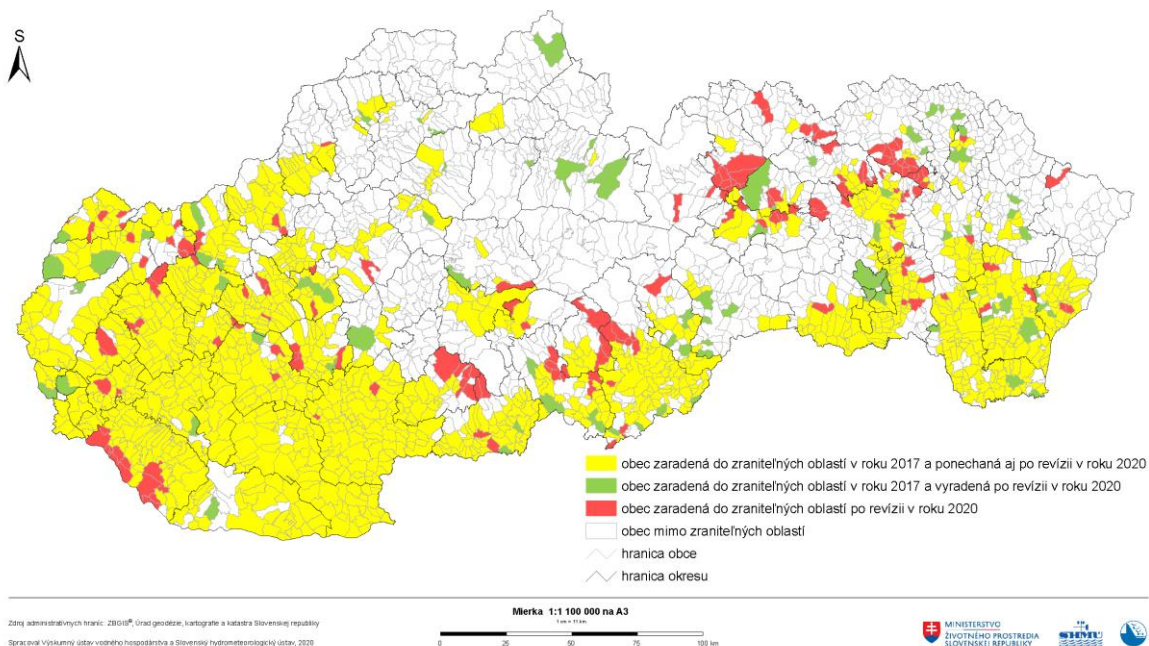 S
obec zaradená do zraniteľných oblastí v roku 2017 a ponechaná aj po revízii v roku 2020
obec zaradená do zraniteľných oblastí v roku 2017 a vyradená po revízii v roku 2020
obec zaradená do zraniteľných oblastí po revízii v roku 2020
obec mimo zraniteľných oblastí
hranica obce
hranica okresu
Mierka 1:1 100 000 na A3
1 cm = 11 km
0 25 50 75 100 km
Zdroj administratívnych hraníc: ZBGIS®, Úrad geodézie, kartografie a katastra Slovenskej republiky
Spracoval Výskumný ústav vodného hospodárstva a Slovenský hydrometeorologický ústav, 2020
MINISTERSTVO
ŽIVOTNÉHO PROSTREDIA
SLOVENSKEJ REPUBLIKY
SHMÚ